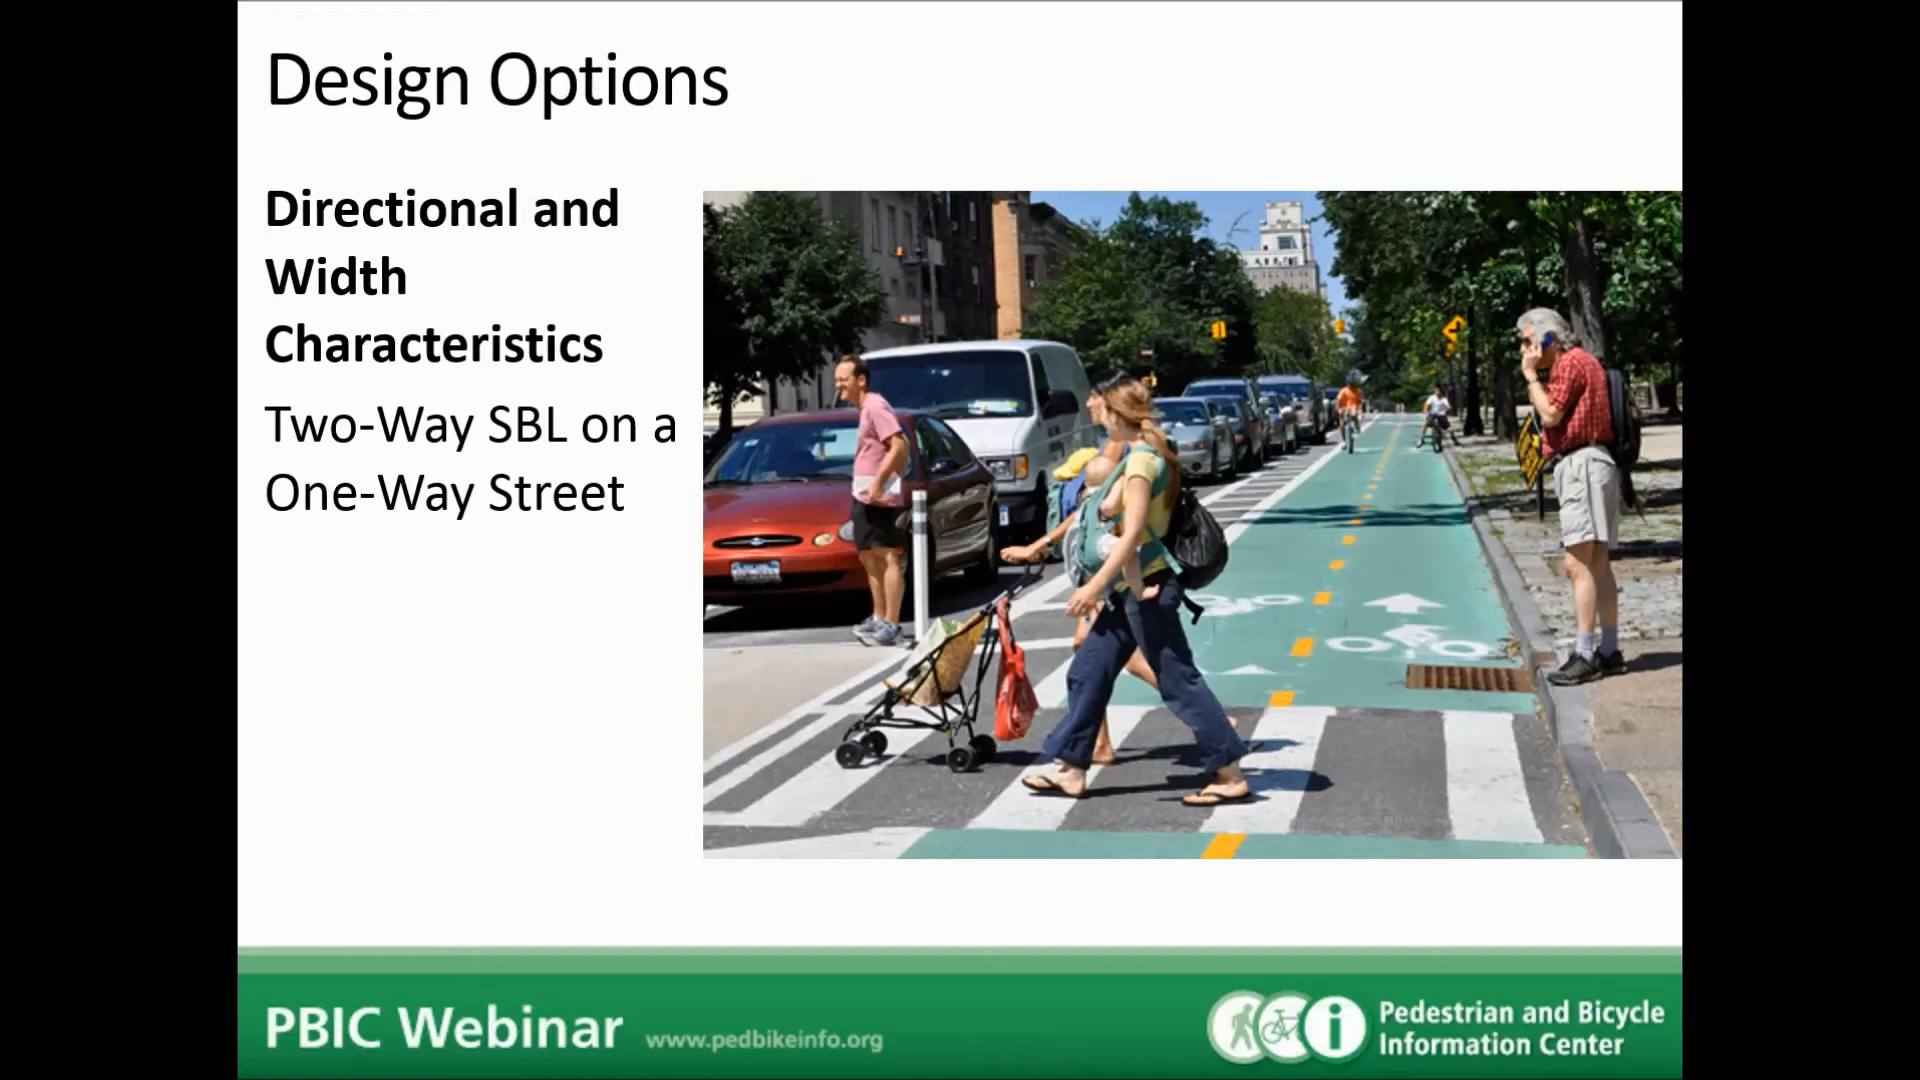 Design Options
Directional and
Width
Characteristics
Two-Way SBL on a
One-Way Street
PBIC Webinar www.pedbikeinfo.org
Pedestrian and Bicycle
Information Center